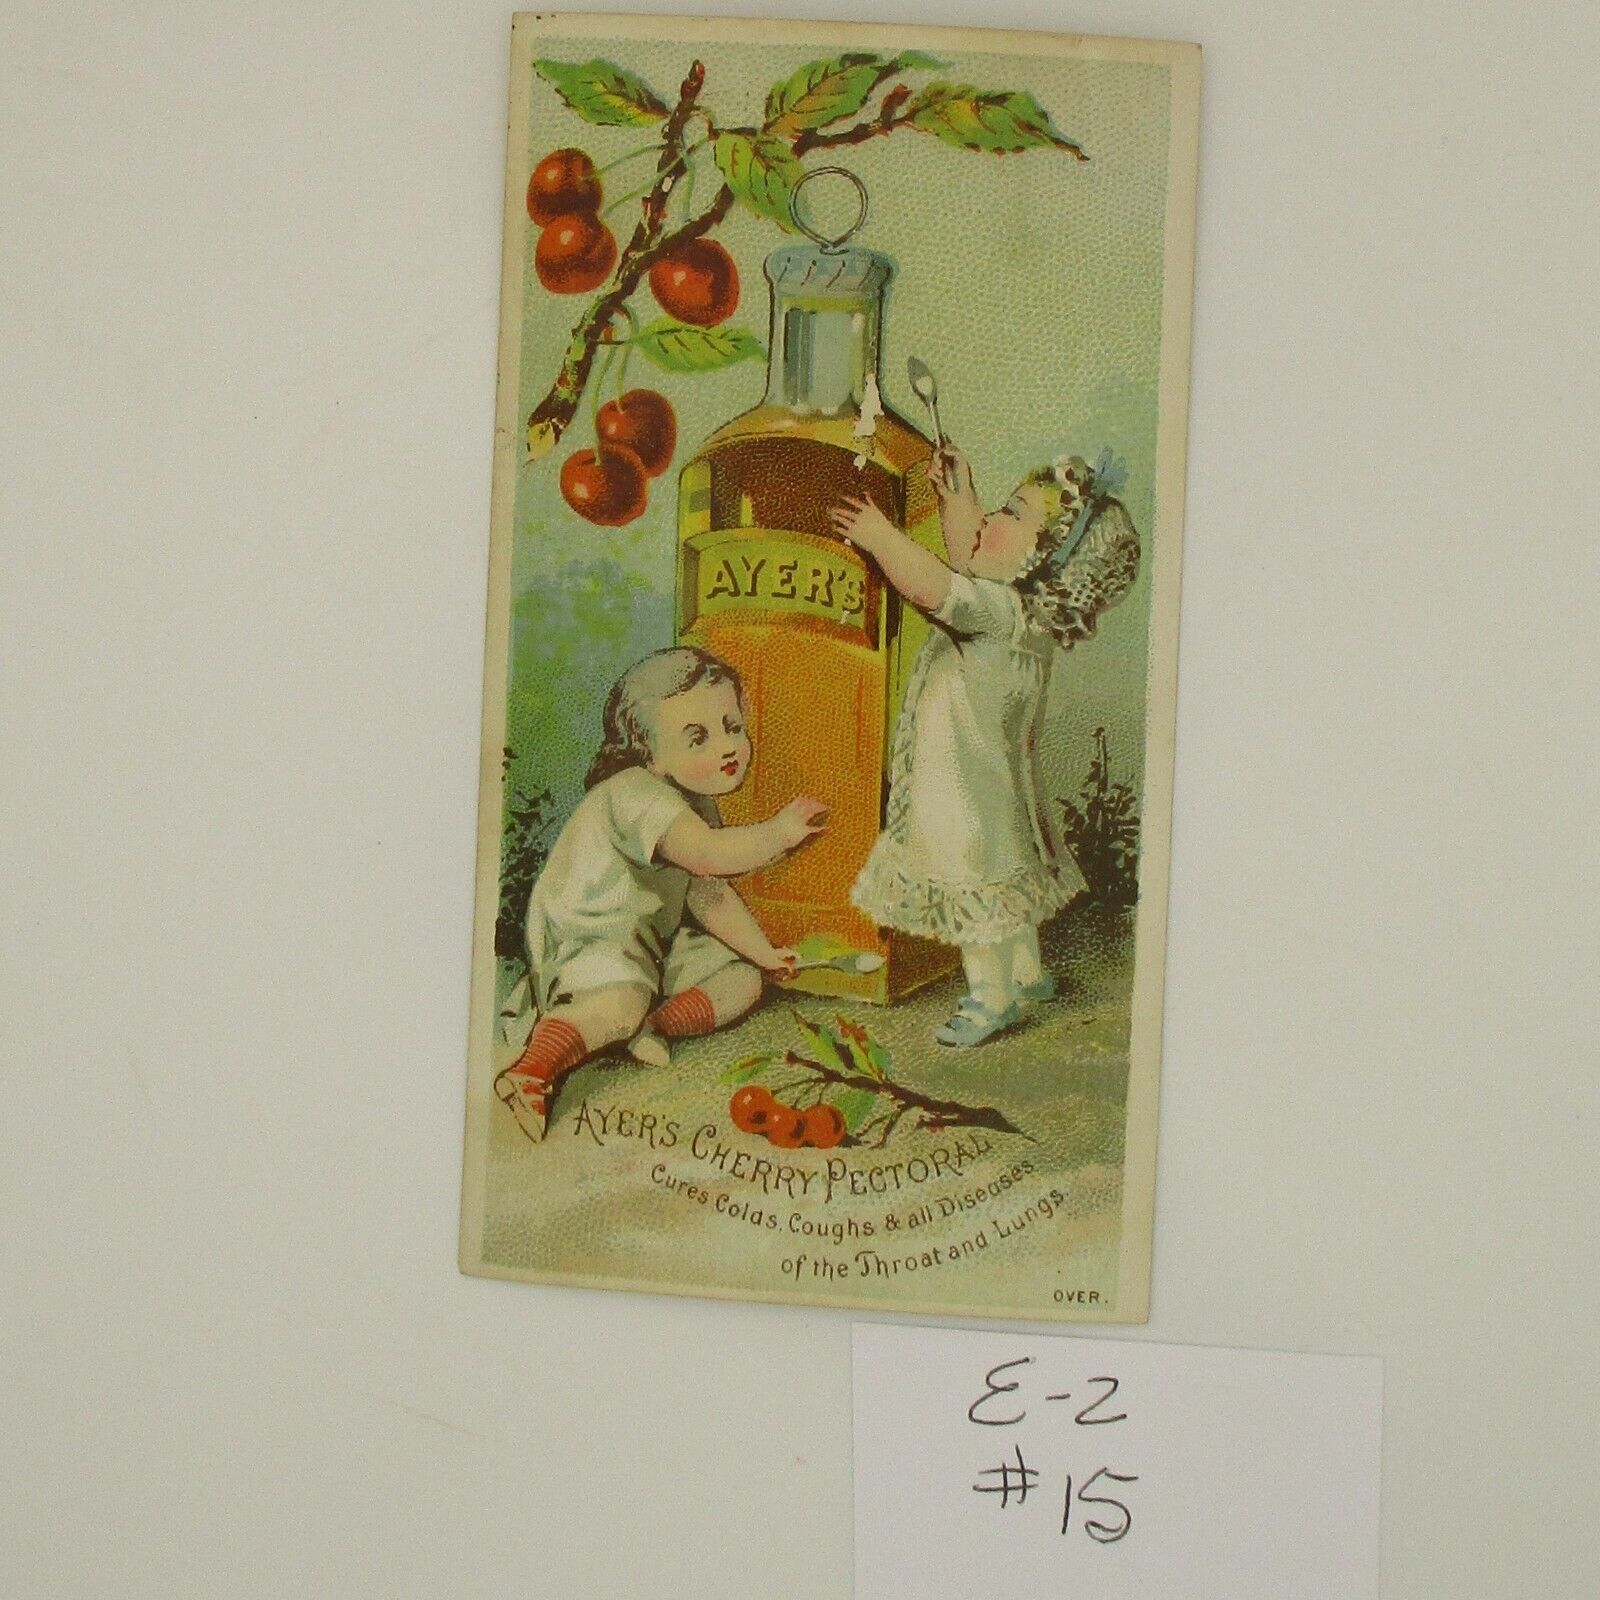 AYER'S
AYER'S CHERRY PECTORAL
Cures Colds, Coughs & all Diseases
of the Throat and Lungs.
OVER.
E-2
#15